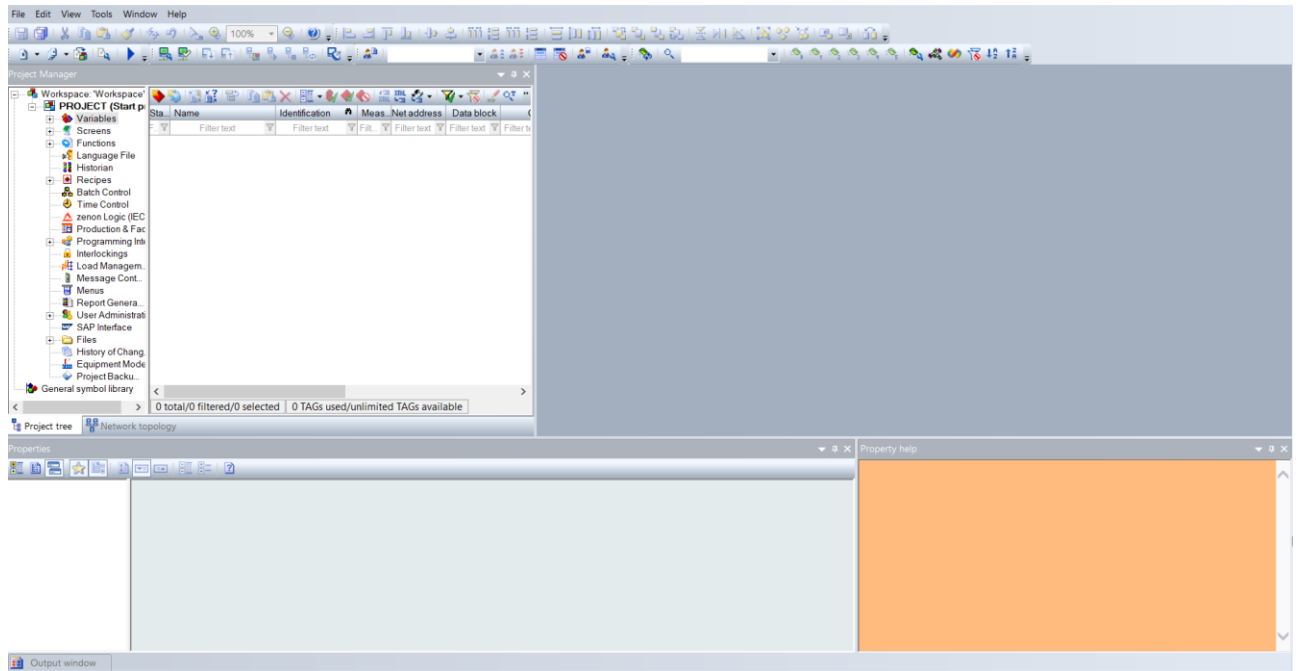 File Edit View Tools Window Help
100%
Project Manager
Workspace: 'Workspace'
PROJECT (Start p
Variables
Screens
Functions
Language File
Historian
Recipes
Batch Control
Time Control
zenon Logic (IEC
Production & Fac
Programming Int
Interlockings
Load Managem...
Message Cont...
Menus
Report Genera...
User Administrati
SAP Interface
Files
History of Chang.
Equipment Mode
Project Backu...
General symbol library
Sta... Name Identification Meas... Net address Data block
F... Filter text Filter text Filt... Filter text Filter text Filter te
0 total/0 filtered/0 selected 0 TAGs used/unlimited TAGs available
Project tree Network topology
Properties
Property help
Output window